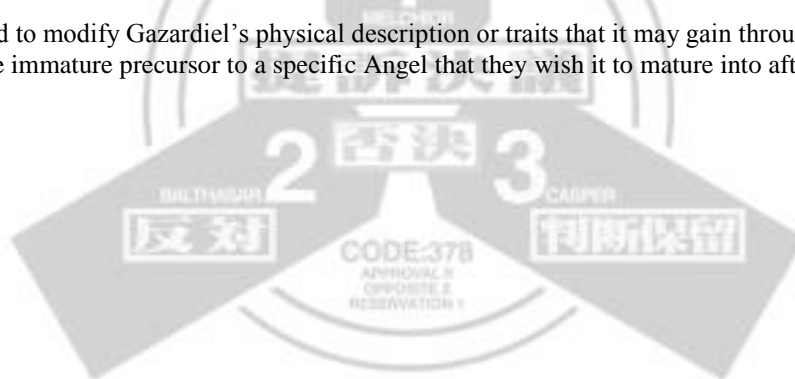 MELCHIOR
d to modify Gazardiel’s physical description or traits that it may gain throu
e immature precursor to a specific Angel that they wish it to mature into aft
提訴決議
否決
BALTHASAR 2
3 CASPER
反対
判断保留
CODE:378
APPROVAL:0
OPPOSITE:2
RESERVATION:1